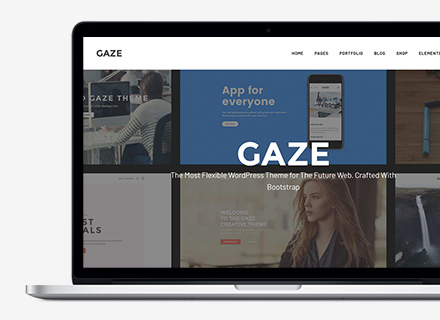 GAZE
HOME PAGES PORTFOLIO BLOG SHOP ELEMENTS
GAZE THEME
App for
everyone
GAZE
The Most Flexible WordPress Theme for The Future Web. Crafted With
Bootstrap
WELCOME
TO THE GAZE
CREATIVE THEME
ST
ALS